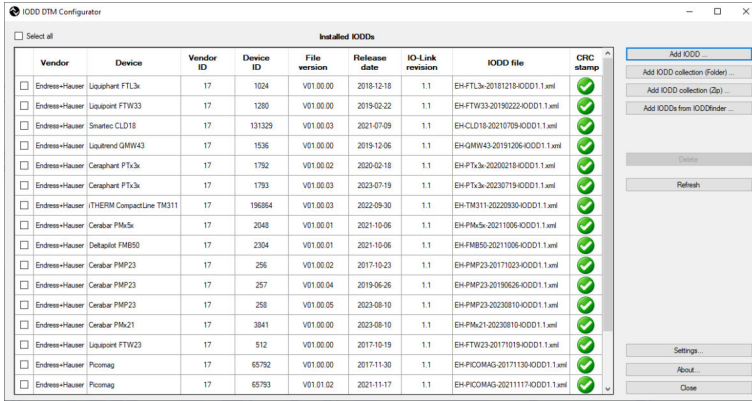 IODD DTM Configurator
Select all
Installed IODDs
Vendor Device Vendor ID Device ID File version Release date IO-Link revision IODD file CRC stamp
Endress+Hauser Liquiphant FTL3x 17 1024 V01.00.00 2018-12-18 1.1 EH-FTL3x-20181218-IODD1.1.xml
Endress+Hauser Liquipoint FTW33 17 1280 V01.00.00 2019-02-22 1.1 EH-FTW33-20190222-IODD1.1.xml
Endress+Hauser Smartec CLD18 17 131329 V01.00.03 2021-07-09 1.1 EH-CLD18-20210709-IODD1.1.xml
Endress+Hauser Liquitrend QMW43 17 1536 V01.00.00 2019-12-06 1.1 EH-QMW43-20191206-IODD1.1.xml
Endress+Hauser Ceraphant PTx3x 17 1792 V01.00.02 2020-02-18 1.1 EH-PTx3x-20200218-IODD1.1.xml
Endress+Hauser Ceraphant PTx3x 17 1793 V01.00.03 2023-07-19 1.1 EH-PTx3x-20230719-IODD1.1.xml
Endress+Hauser iTHERM CompactLine TM311 17 196864 V01.00.03 2022-09-30 1.1 EH-TM311-20220930-IODD1.1.xml
Endress+Hauser Cerabar PMx5x 17 2048 V01.00.01 2021-10-06 1.1 EH-PMx5x-20211006-IODD1.1.xml
Endress+Hauser Deltapilot FMB50 17 2304 V01.00.01 2021-10-06 1.1 EH-FMB50-20211006-IODD1.1.xml
Endress+Hauser Cerabar PMP23 17 256 V01.00.02 2017-10-23 1.1 EH-PMP23-20171023-IODD1.1.xml
Endress+Hauser Cerabar PMP23 17 257 V01.00.04 2019-06-26 1.1 EH-PMP23-20190626-IODD1.1.xml
Endress+Hauser Cerabar PMP23 17 258 V01.00.05 2023-08-10 1.1 EH-PMP23-20230810-IODD1.1.xml
Endress+Hauser Cerabar PMx21 17 3841 V01.00.00 2023-08-10 1.1 EH-PMx21-20230810-IODD1.1.xml
Endress+Hauser Liquipoint FTW23 17 512 V01.00.00 2017-10-19 1.1 EH-FTW23-20171019-IODD1.1.xml
Endress+Hauser Picomag 17 65792 V01.00.00 2017-11-30 1.1 EH-PICOMAG-20171130-IODD1.1.xml
Endress+Hauser Picomag 17 65793 V01.01.02 2021-11-17 1.1 EH-PICOMAG-20211117-IODD1.1.xml
Add IODD ...
Add IODD collection (Folder) ...
Add IODD collection (Zip) ...
Add IODDs from IODDfinder ...
Delete
Refresh
Settings...
About...
Close